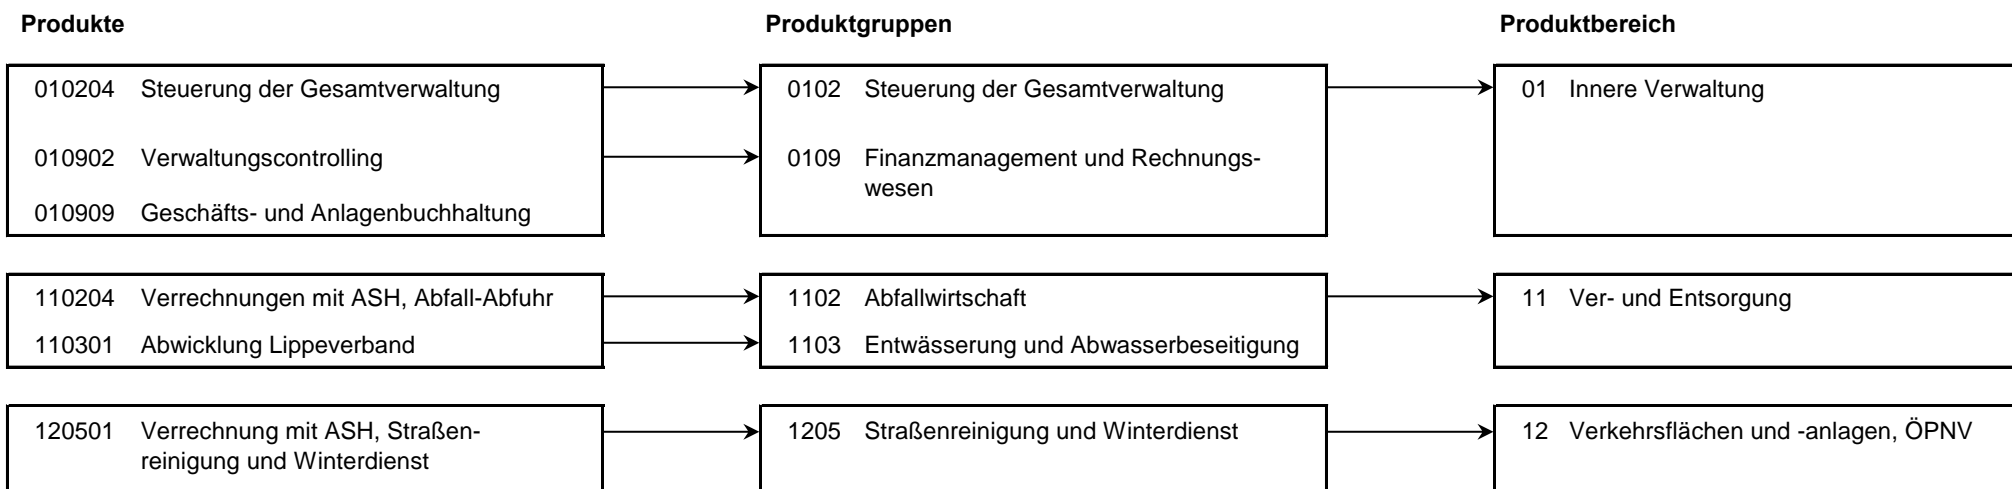 Produkte Produktgruppen Produktbereich
010204 Steuerung der Gesamtverwaltung 0102 Steuerung der Gesamtverwaltung 01 Innere Verwaltung
010902 Verwaltungscontrolling 0109 Finanzmanagement und Rechnungs-
wesen
010909 Geschäfts- und Anlagenbuchhaltung
110204 Verrechnungen mit ASH, Abfall-Abfuhr 1102 Abfallwirtschaft 11 Ver- und Entsorgung
110301 Abwicklung Lippeverband 1103 Entwässerung und Abwasserbeseitigung
120501 Verrechnung mit ASH, Straßen- 1205 Straßenreinigung und Winterdienst 12 Verkehrsflächen und -anlagen, ÖPNV
reinigung und Winterdienst